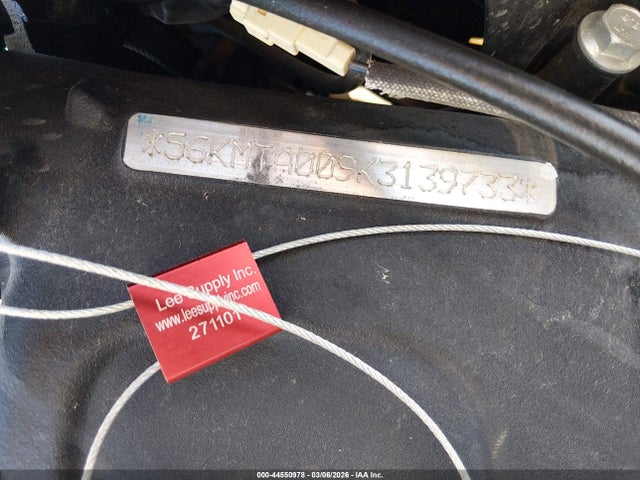 *56KMTA009K3139733*
Lee Supply Inc.
www.leesupplyinc.com
271101
000-44550978 | 03/06/2026 | IAA Inc.